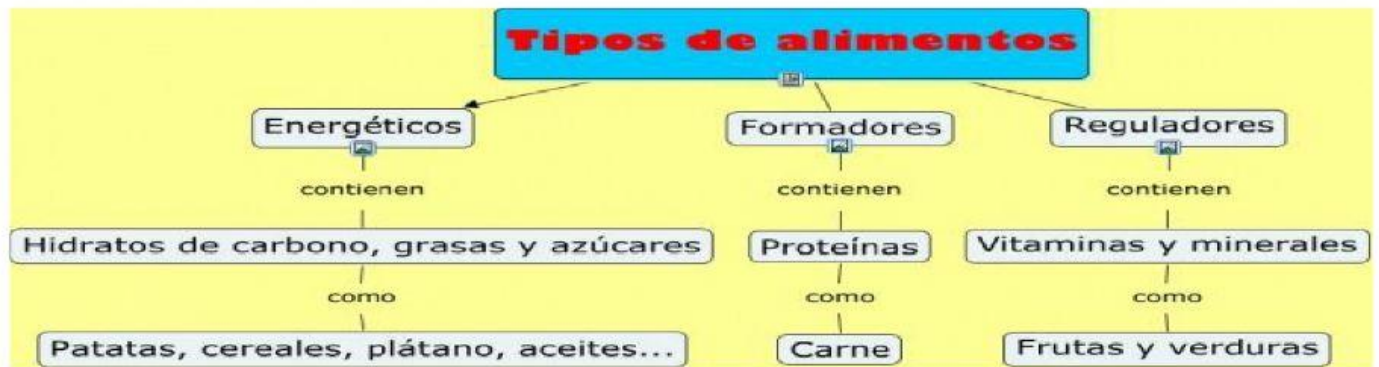 Tipos de alimentos
Energéticos
Formadores
Reguladores
contienen
contienen
contienen
Hidratos de carbono, grasas y azúcares
Proteínas
Vitaminas y minerales
como
como
como
Patatas, cereales, plátano, aceites...
Carne
Frutas y verduras